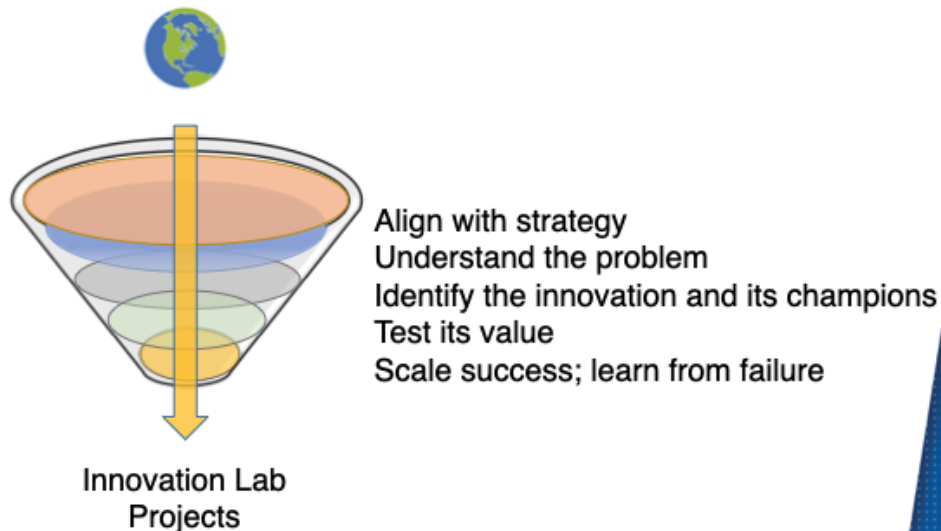 Align with strategy
Understand the problem
Identify the innovation and its champions
Test its value
Scale success; learn from failure
Innovation Lab
Projects